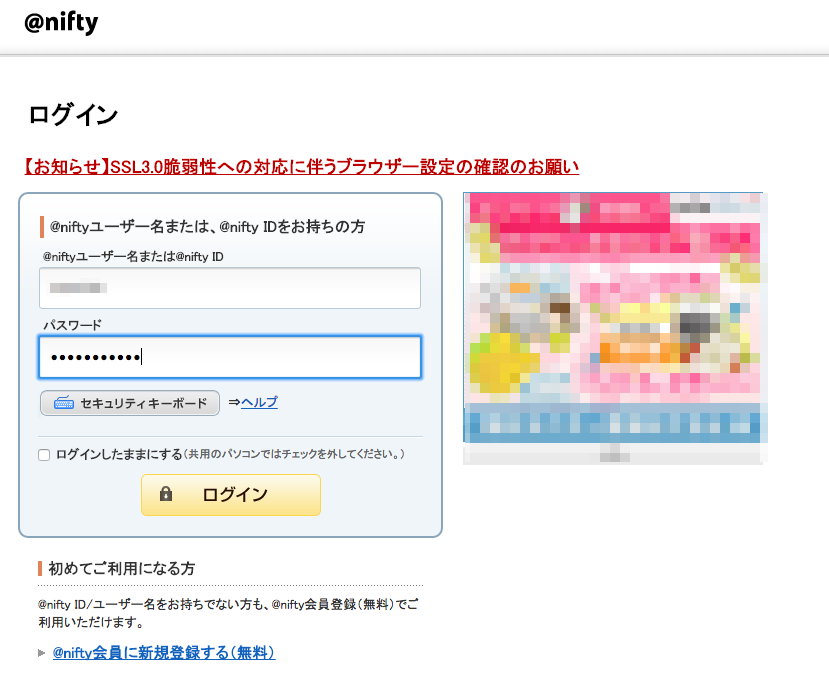 @nifty
ログイン
【お知らせ】SSL3.0脆弱性への対応に伴うブラウザー設定の確認のお願い
@niftyユーザー名または、@nifty IDをお持ちの方
@niftyユーザー名または@nifty ID
パスワード
セキュリティキーボード ⇒ヘルプ
ログインしたままにする(共用のパソコンではチェックを外してください。)
ログイン
初めてご利用になる方
@nifty ID/ユーザー名をお持ちでない方も、@nifty会員登録(無料)でご
利用いただけます。
@nifty会員に新規登録する(無料)